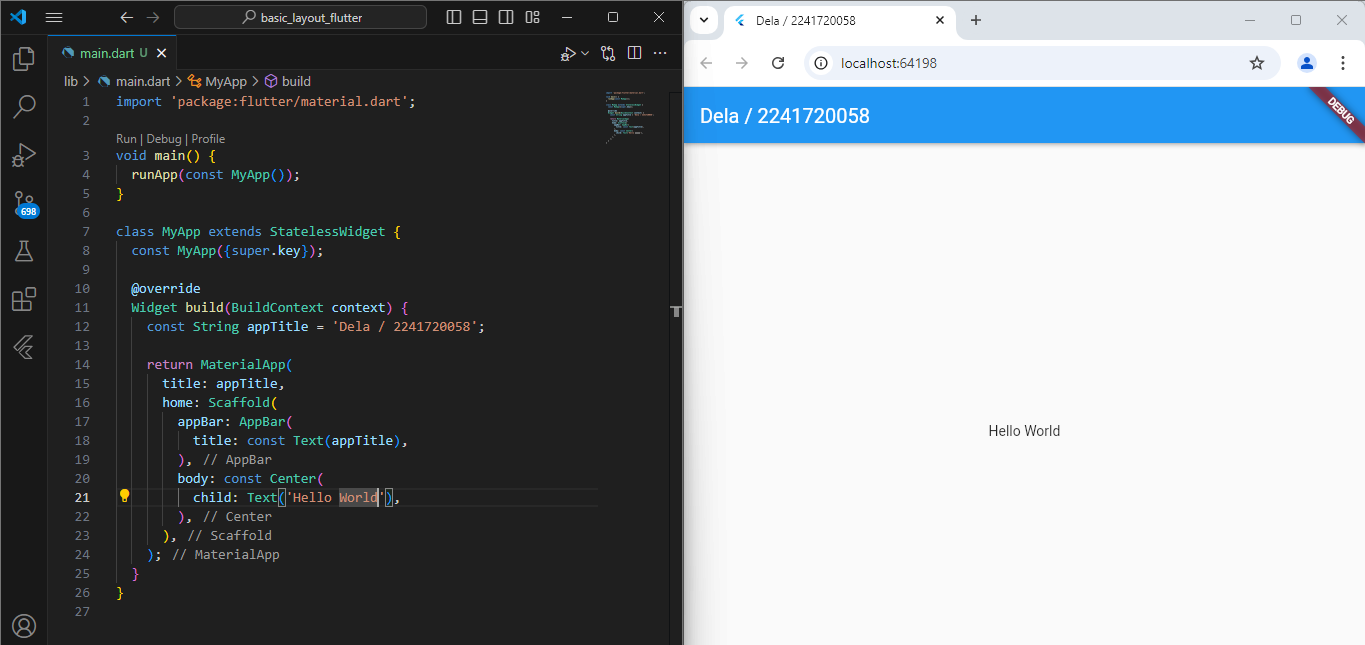 basic_layout_flutter
main.dart U
lib > main.dart > MyApp > build
1 import 'package:flutter/material.dart';
2
Run | Debug | Profile
3 void main() {
4 runApp(const MyApp());
5 }
6
7 class MyApp extends StatelessWidget {
8 const MyApp({super.key});
9
10 @override
11 Widget build(BuildContext context) {
12 const String appTitle = 'Dela / 2241720058';
13
14 return MaterialApp(
15 title: appTitle,
16 home: Scaffold(
17 appBar: AppBar(
18 title: const Text(appTitle),
19 ), // AppBar
20 body: const Center(
21 child: Text('Hello World'),
22 ), // Center
23 ), // Scaffold
24 ); // MaterialApp
25 }
26 }
27
698
Dela / 2241720058
localhost:64198
Dela / 2241720058
DEBUG
Hello World